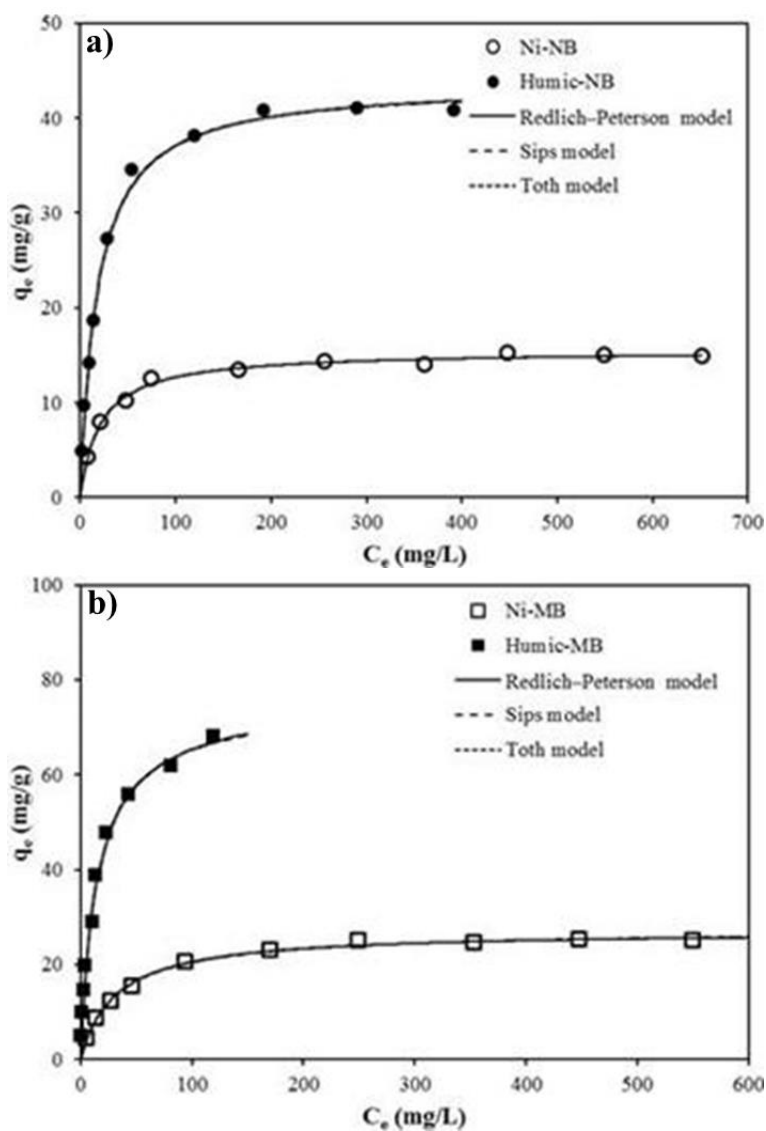 a)
50
40
30
20
10
0
qe (mg/g)
Ni-NB
Humic-NB
Redlich–Peterson model
Sips model
Toth model
0 100 200 300 400 500 600 700
Ce (mg/L)
b)
100
80
60
40
20
0
qe (mg/g)
Ni-MB
Humic-MB
Redlich–Peterson model
Sips model
Toth model
0 100 200 300 400 500 600
Ce (mg/L)